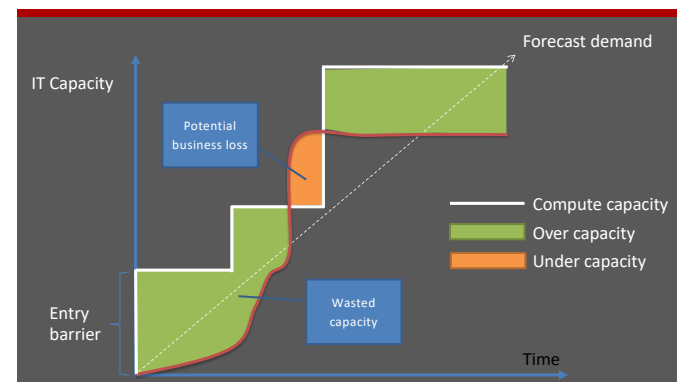 Forecast demand
IT Capacity
Potential
business loss
Compute capacity
Over capacity
Under capacity
Wasted
capacity
Entry
barrier
Time